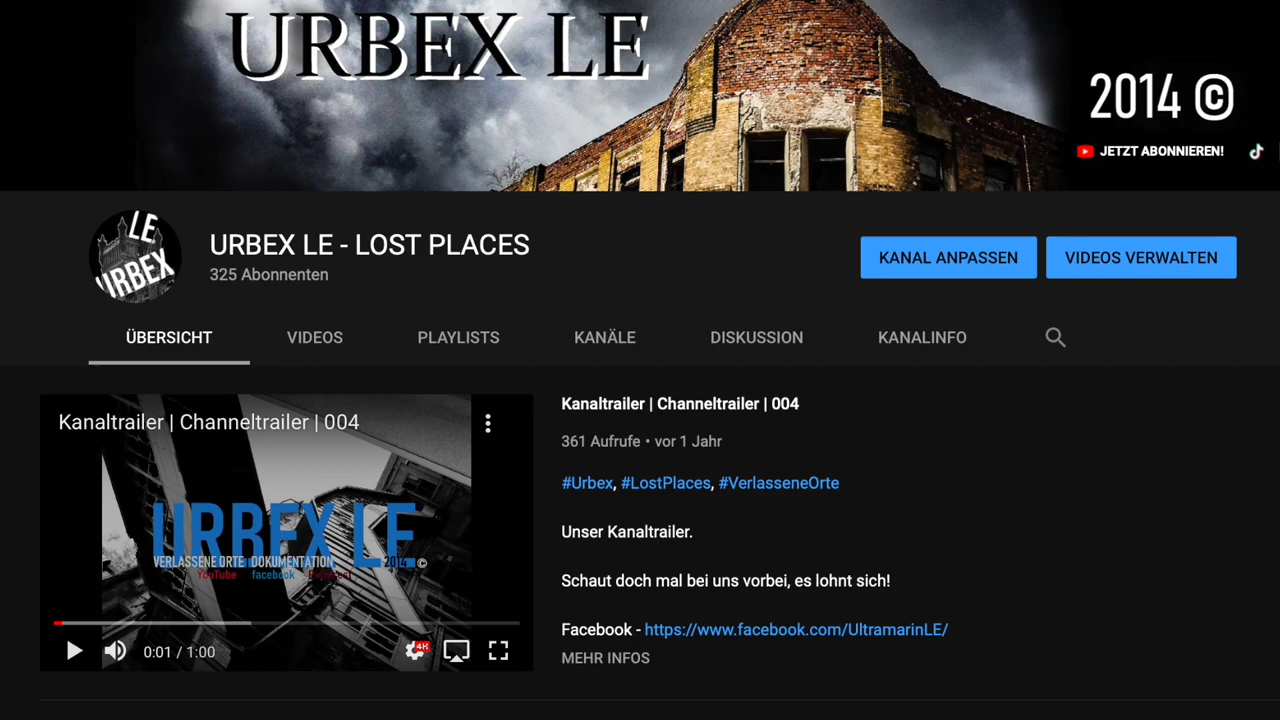 URBEX LE
2014 ©
JETZT ABONNIEREN!
LE
URBEX
URBEX LE - LOST PLACES
325 Abonnenten
KANAL ANPASSEN
VIDEOS VERWALTEN
ÜBERSICHT
VIDEOS
PLAYLISTS
KANÄLE
DISKUSSION
KANALINFO
Kanaltrailer | Channeltrailer | 004
URBEX LE
VERLASSENE ORTE DOKUMENTATION 2014 ©
YouTube facebook
0:01 / 1:00
4K
Kanaltrailer | Channeltrailer | 004
361 Aufrufe • vor 1 Jahr
#Urbex, #LostPlaces, #VerlasseneOrte
Unser Kanaltrailer.
Schaut doch mal bei uns vorbei, es lohnt sich!
Facebook - https://www.facebook.com/UltramarinLE/
MEHR INFOS